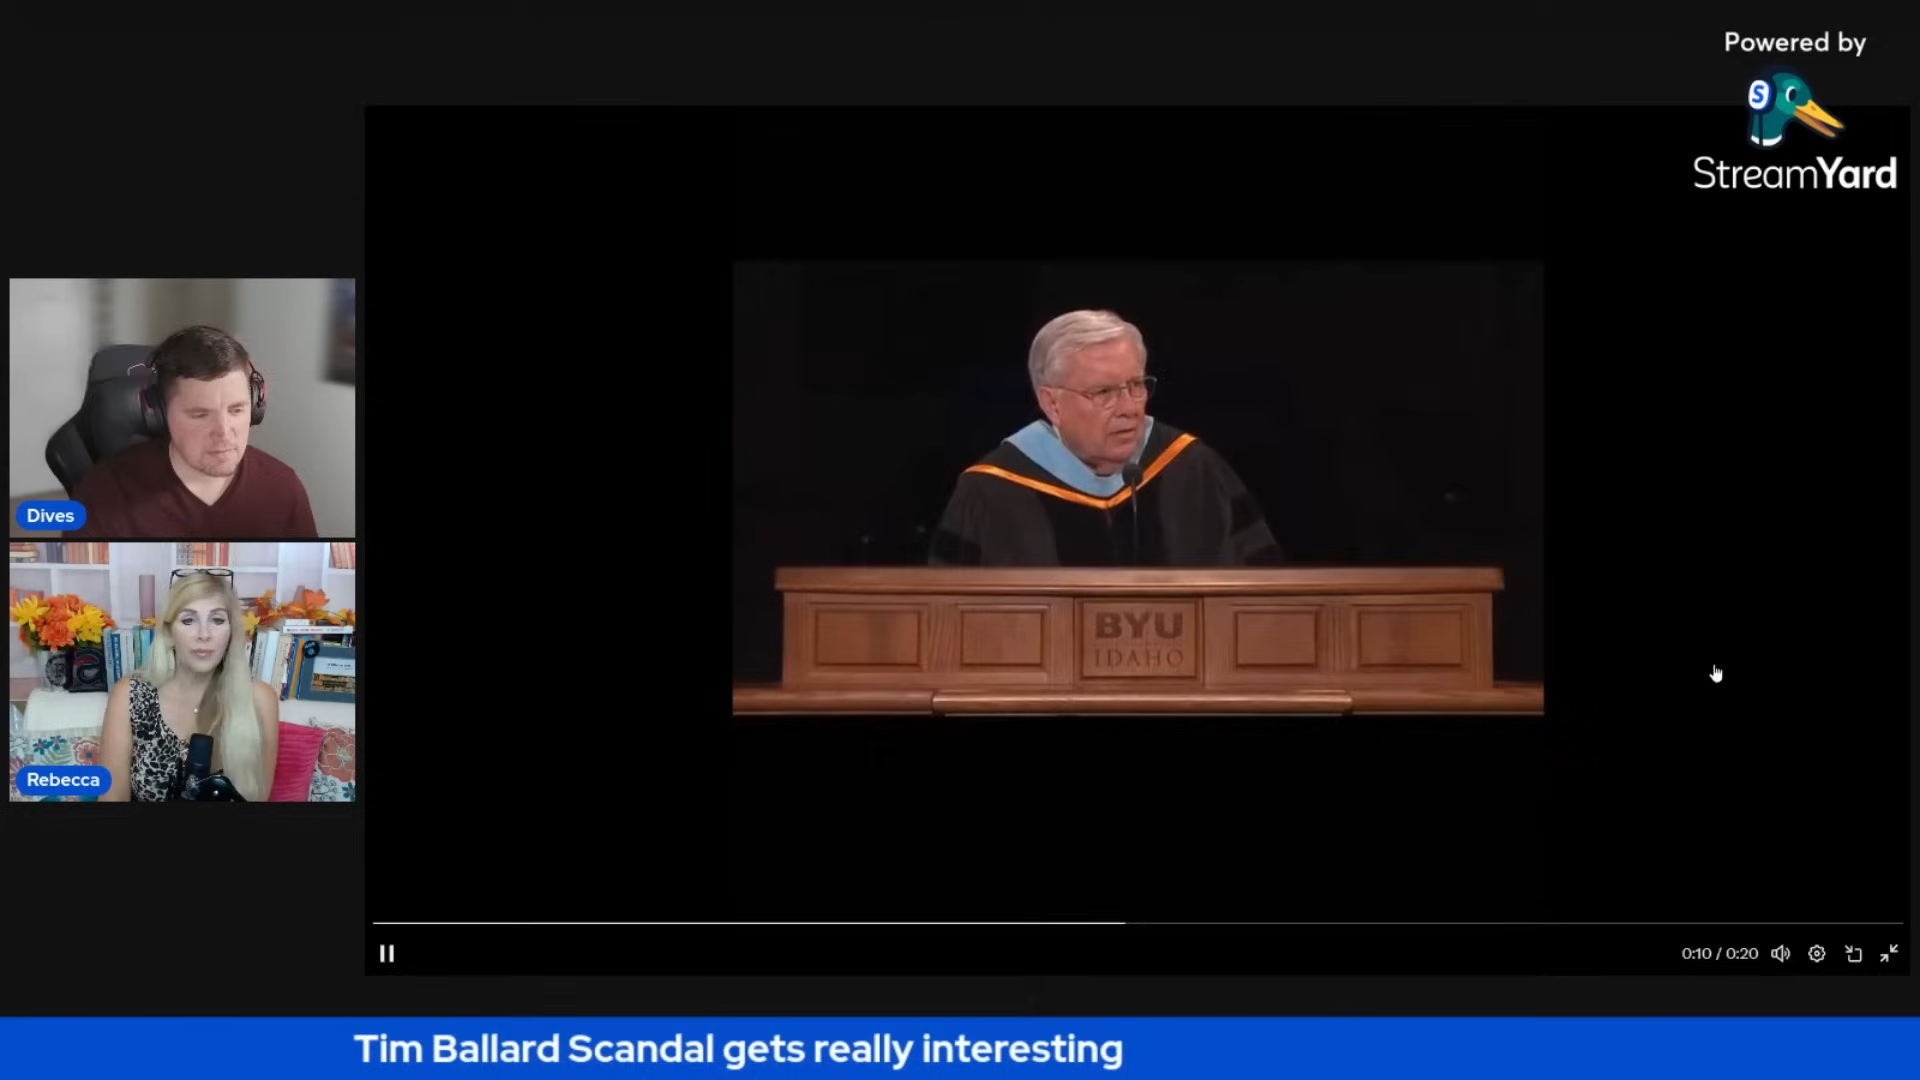 Powered by
S
StreamYard
Dives
BYU
IDAHO
Rebecca
0:10 / 0:20
Tim Ballard Scandal gets really interesting